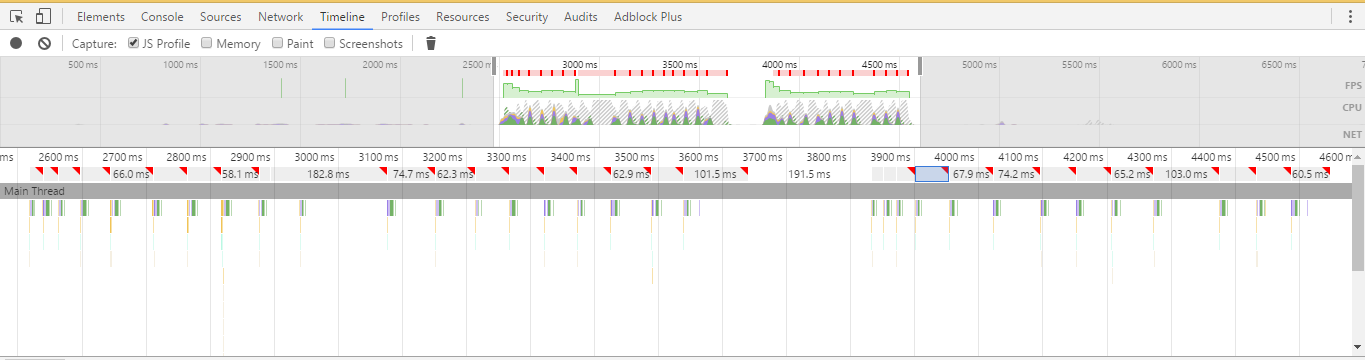 Elements Console Sources Network Timeline Profiles Resources Security Audits Adblock Plus
Capture: JS Profile Memory Paint Screenshots
500 ms 1000 ms 1500 ms 2000 ms 2500 m 3000 ms 3500 ms 4000 ms 4500 ms 5000 ms 5500 ms 6000 ms 6500 ms 7
FPS
CPU
NET
ms 2600 ms 2700 ms 2800 ms 2900 ms 3000 ms 3100 ms 3200 ms 3300 ms 3400 ms 3500 ms 3600 ms 3700 ms 3800 ms 3900 ms 4000 ms 4100 ms 4200 ms 4300 ms 4400 ms 4500 ms 4600 m
66.0 ms 58.1 ms 182.8 ms 74.7 ms 62.3 ms 62.9 ms 101.5 ms 191.5 ms 67.9 ms 74.2 ms 65.2 ms 103.0 ms 60.5 ms
Main Thread